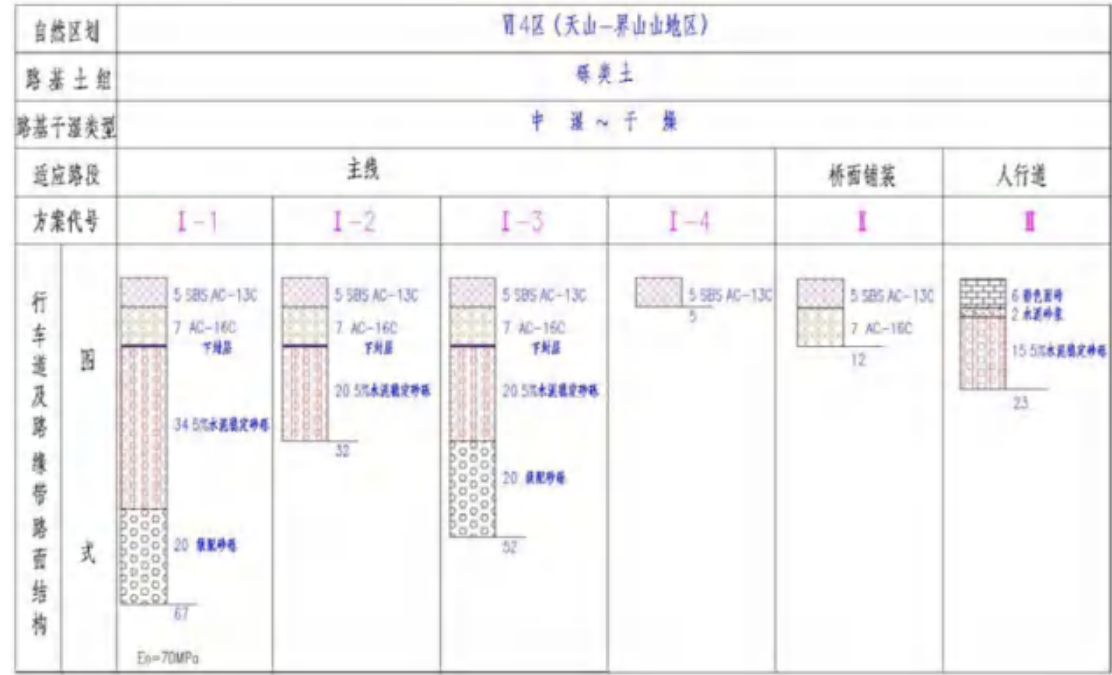 自然区划 Ⅶ4区(天山—界山山地区)
路基土组 砾类土
路基干湿类型 中 湿 ~ 干 燥
适应路段 主线 桥面铺装 人行道
方案代号 Ⅰ-1 Ⅰ-2 Ⅰ-3 Ⅰ-4 Ⅱ Ⅲ
行车道及路缘带路面结构
图式
5 SBS AC-13C
7 AC-16C
下封层
34 5%水泥稳定砂砾
20 级配砂砾
67
En=70MPa
5 SBS AC-13C
7 AC-16C
下封层
20 5%水泥稳定砂砾
32
5 SBS AC-13C
7 AC-16C
下封层
20 5%水泥稳定砂砾
20 级配砂砾
52
5 SBS AC-13C
5
5 SBS AC-13C
7 AC-16C
12
6 彩色面砖
2 水泥砂浆
15 5%水泥稳定砂砾
23